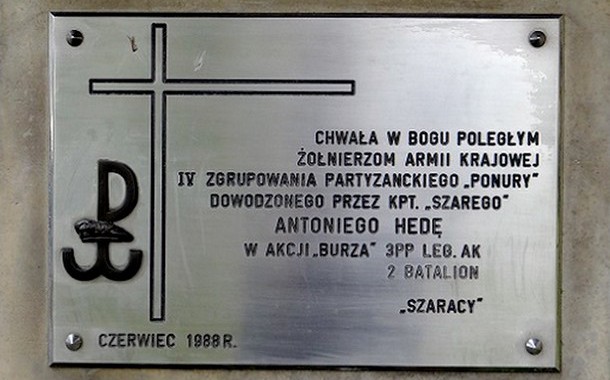 CHWAŁA W BOGU POLEGŁYM
ŻOŁNIERZOM ARMII KRAJOWEJ
IV ZGRUPOWANIA PARTYZANCKIEGO „PONURY"
DOWODZONEGO PRZEZ KPT. „SZAREGO"
ANTONIEGO HEDĘ
W AKCJI „BURZA" 3PP LEG. AK
2 BATALION
„SZARACY"
CZERWIEC 1988 R.